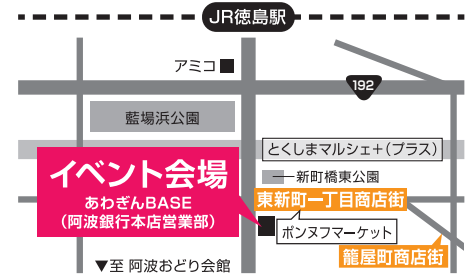 JR徳島駅
アミコ
192
藍場浜公園
とくしまマルシェ+(プラス)
新町橋東公園
イベント会場
あわぎんBASE
(阿波銀行本店営業部)
東新町一丁目商店街
ポンヌフマーケット
籠屋町商店街
▼至 阿波おどり会館